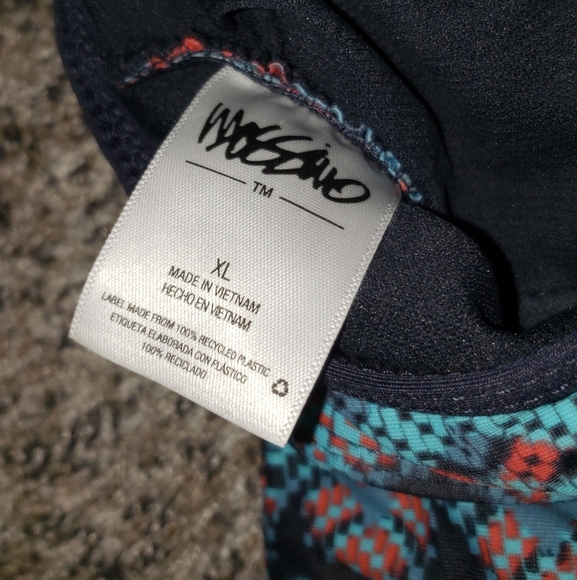 MOSSIMO
TM
XL
MADE IN VIETNAM
HECHO EN VIETNAM
LABEL MADE FROM 100% RECYCLED PLASTIC
ETIQUETA ELABORADA CON PLÁSTICO
100% RECICLADO